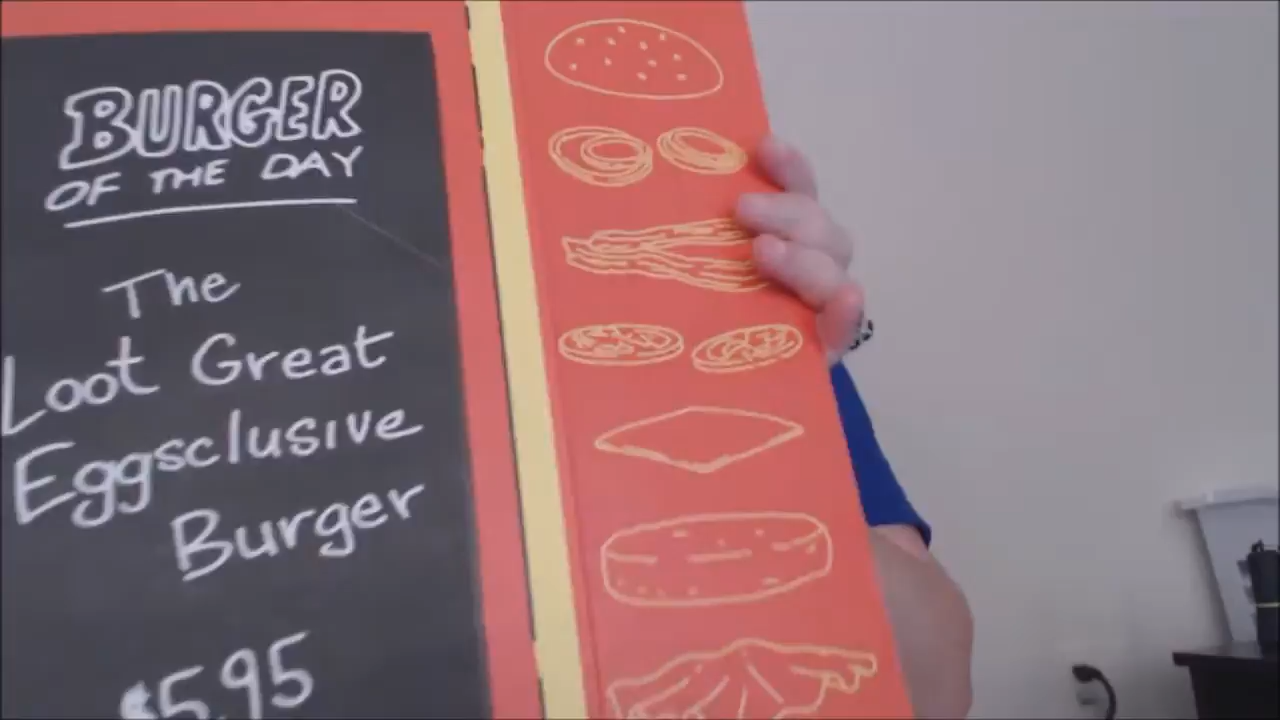 BURGER
OF THE DAY
The
Loot Great
Eggsclusive
Burger
$5.95